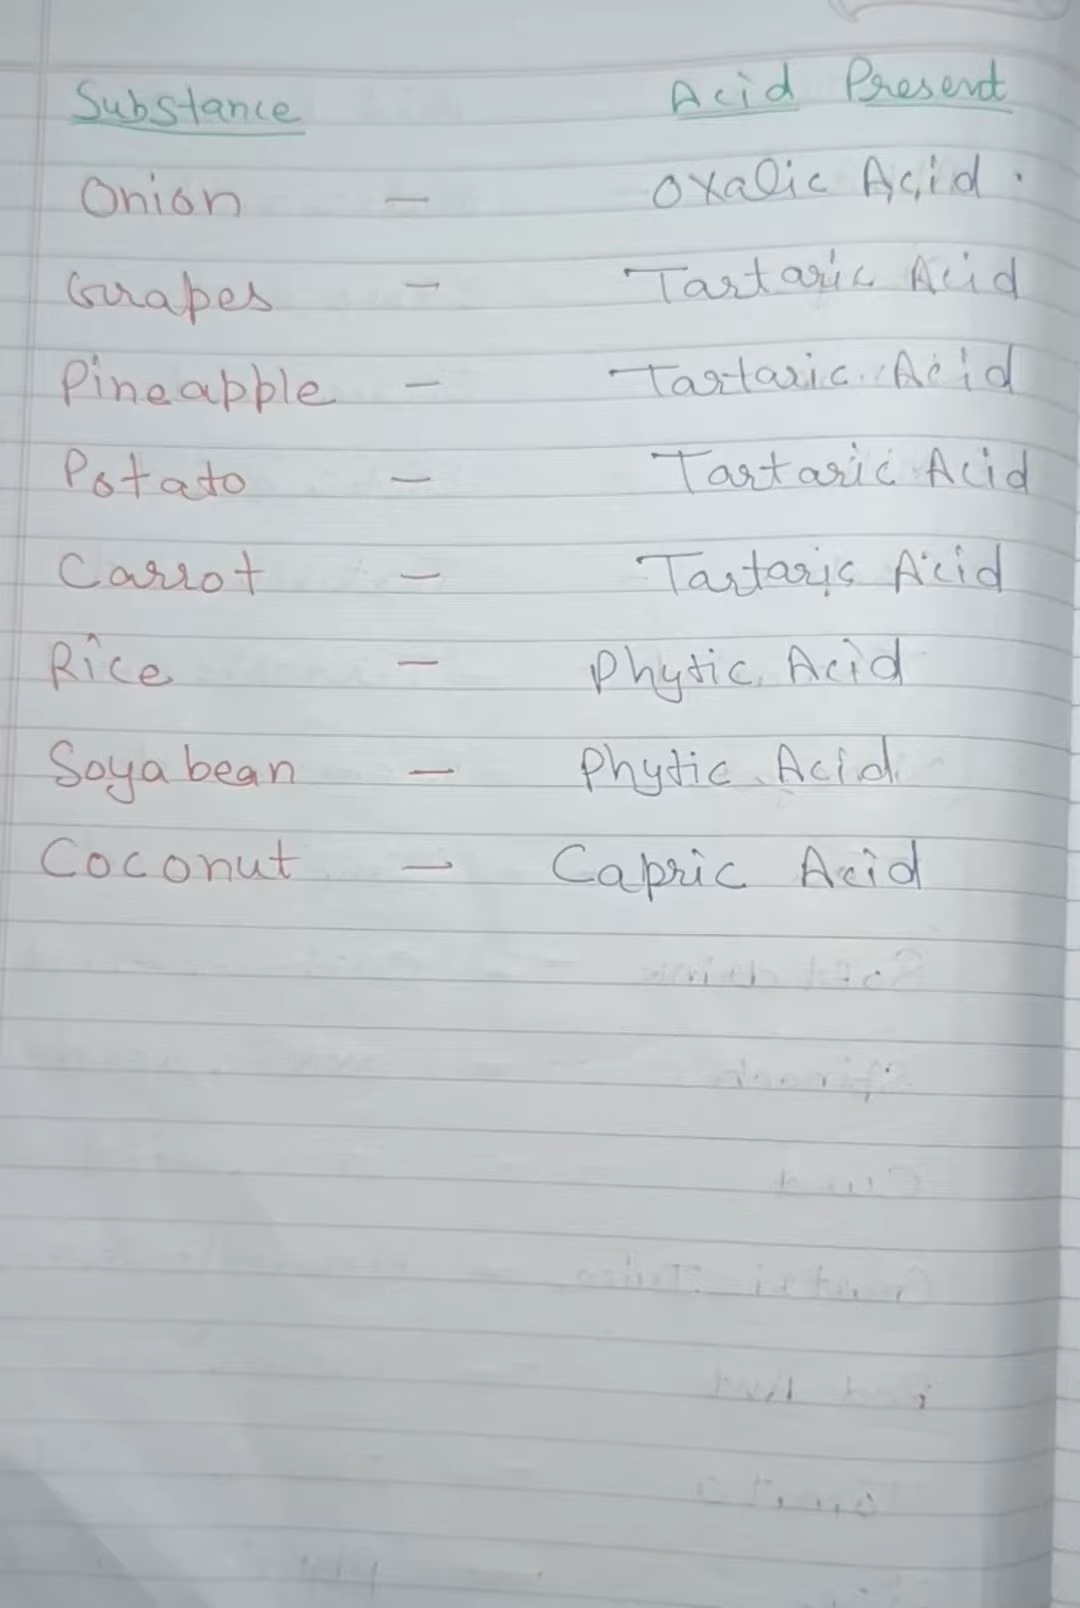 Substance Acid Present
Onion - Oxalic Acid.
Grapes - Tartaric Acid
Pineapple - Tartaric Acid
Potato - Tartaric Acid
Carrot - Tartaric Acid
Rice - Phytic Acid
Soyabean - Phytic Acid
Coconut - Capric Acid